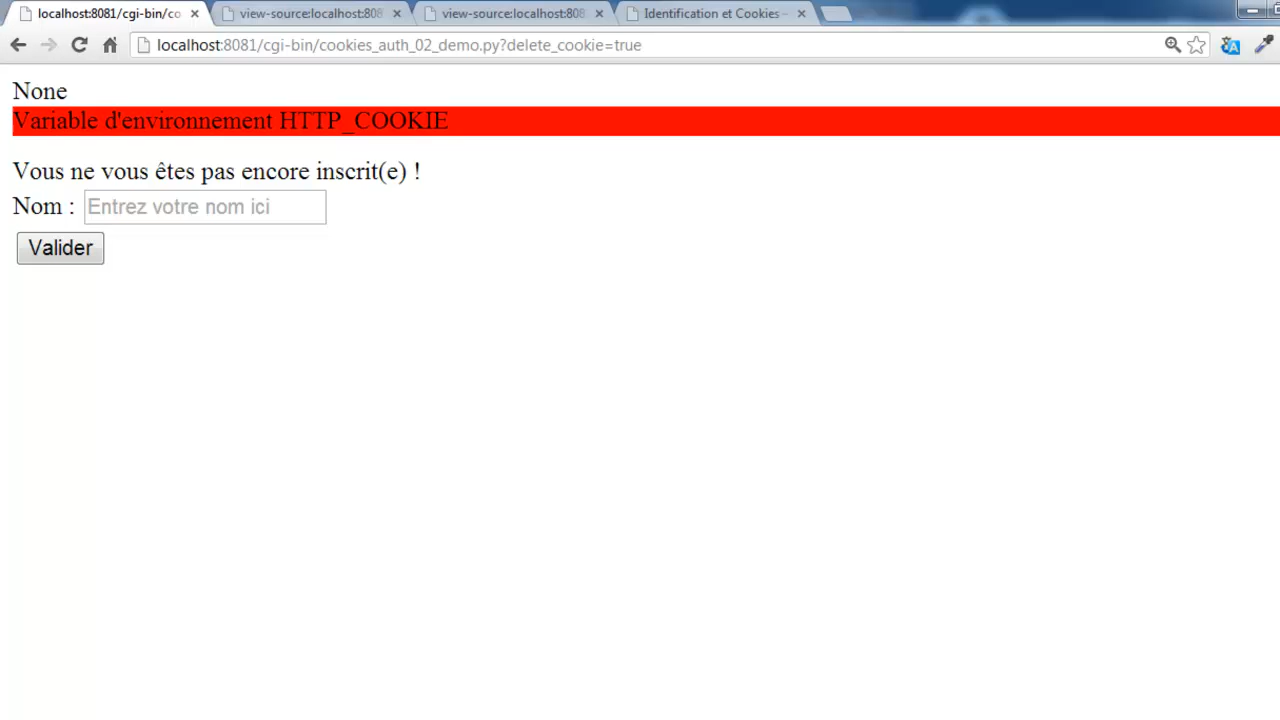 localhost:8081/cgi-bin/co
view-source:localhost:808
view-source:localhost:808
Identification et Cookies -
localhost:8081/cgi-bin/cookies_auth_02_demo.py?delete_cookie=true
None
Variable d'environnement HTTP_COOKIE
Vous ne vous êtes pas encore inscrit(e) !
Nom : Entrez votre nom ici
Valider